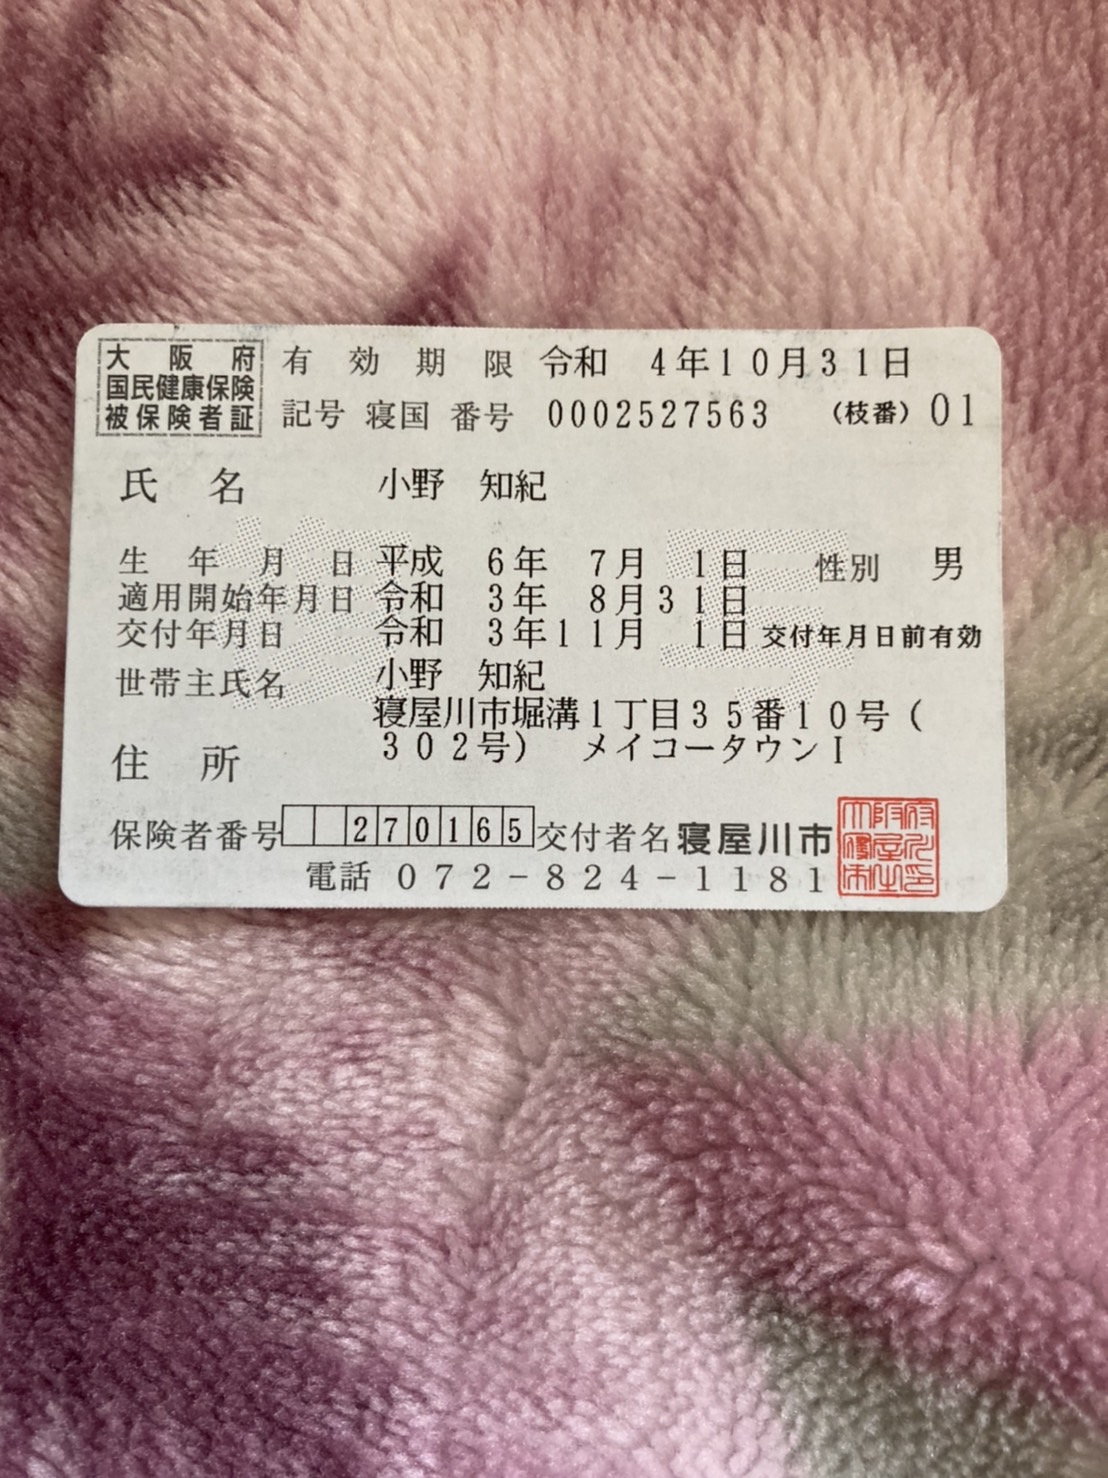 大阪府
国民健康保険
被保険者証
有効期限 令和 4年10月31日
記号 寝国 番号 0002527563 (枝番) 01
氏名 小野 知紀
生年月日 平成 6年 7月 1日 性別 男
適用開始年月日 令和 3年 8月31日
交付年月日 令和 3年11月 1日 交付年月日前有効
世帯主氏名 小野 知紀
寝屋川市堀溝1丁目35番10号(
住所 302号) メイコータウンI
保険者番号 270165 交付者名 寝屋川市
電話 072-824-1181